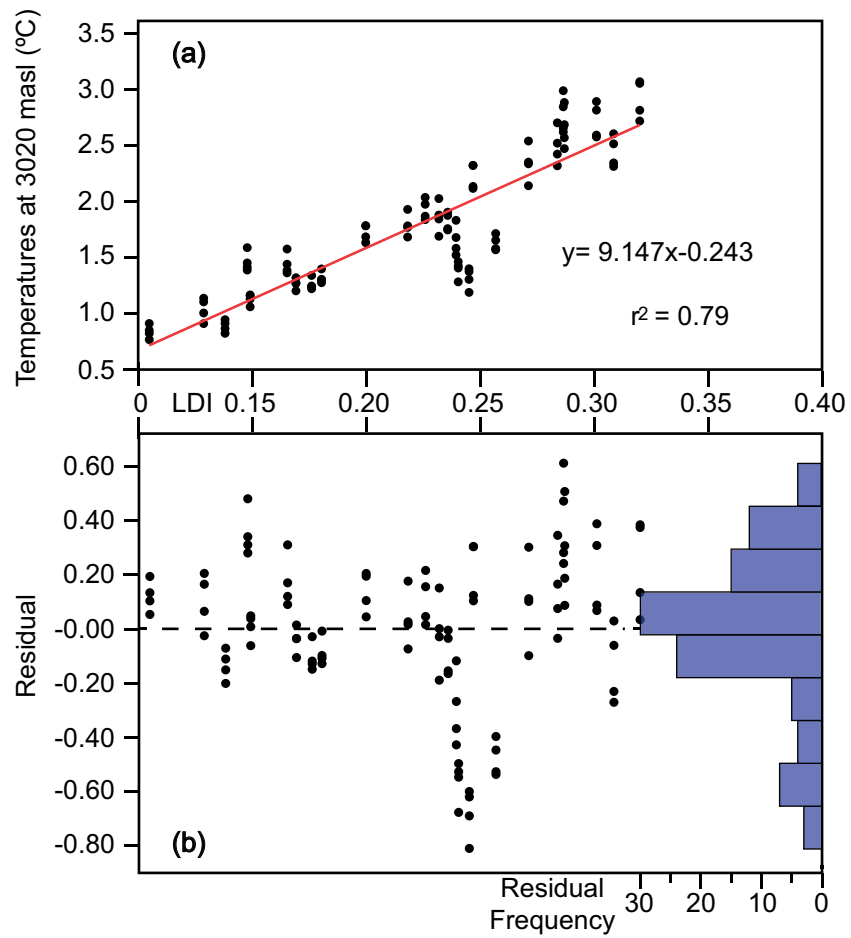 Temperatures at 3020 masl (ºC)
3.5
3.0
2.5
2.0
1.5
1.0
0.5
(a)
y= 9.147x-0.243
r² = 0.79
0 LDI 0.15 0.20 0.25 0.30 0.35 0.40
Residual
0.60
0.40
0.20
-0.00
-0.20
-0.40
-0.60
-0.80
(b)
Residual
Frequency
30 20 10 0